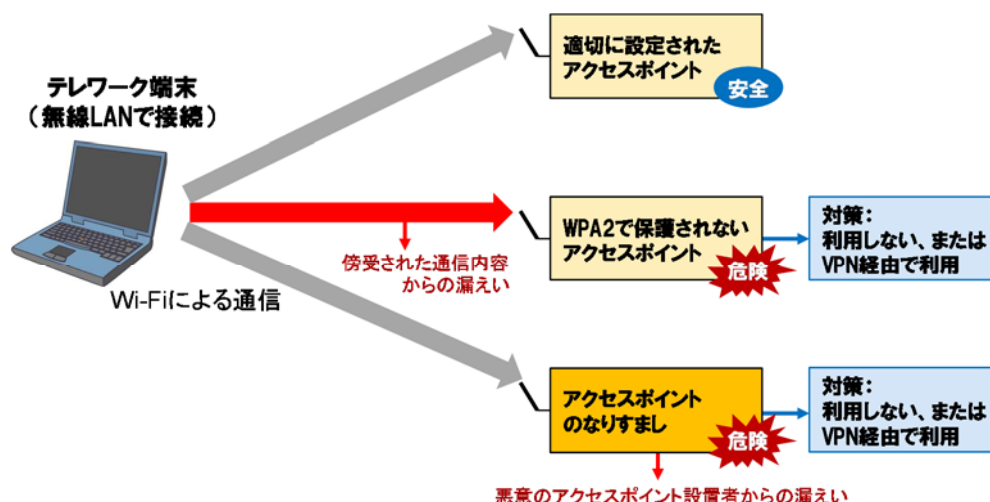 テレワーク端末
（無線LANで接続）
Wi-Fiによる通信
適切に設定された
アクセスポイント
安全
傍受された通信内容
からの漏えい
WPA2で保護されない
アクセスポイント
危険
対策：
利用しない、または
VPN経由で利用
アクセスポイント
のなりすまし
危険
対策：
利用しない、または
VPN経由で利用
悪意のアクセスポイント設置者からの漏えい